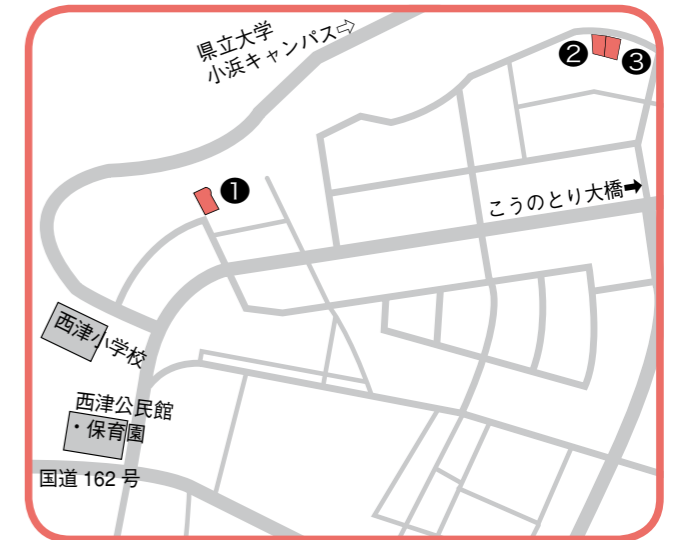 県立大学
小浜キャンパス⇨
❷
❸
❶
こうのとり大橋➡
西津小学校
西津公民館
・保育園
国道 162 号